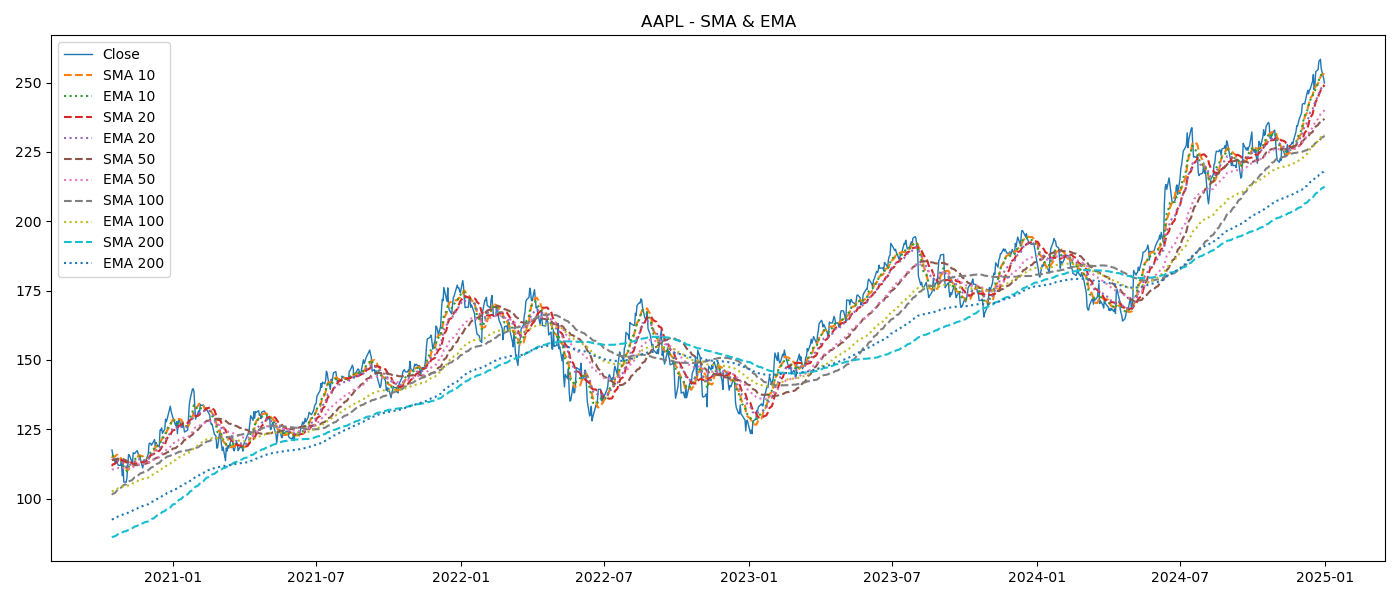 AAPL - SMA & EMA
Close
SMA 10
EMA 10
SMA 20
EMA 20
SMA 50
EMA 50
SMA 100
EMA 100
SMA 200
EMA 200
250
225
200
175
150
125
100
2021-01 2021-07 2022-01 2022-07 2023-01 2023-07 2024-01 2024-07 2025-01